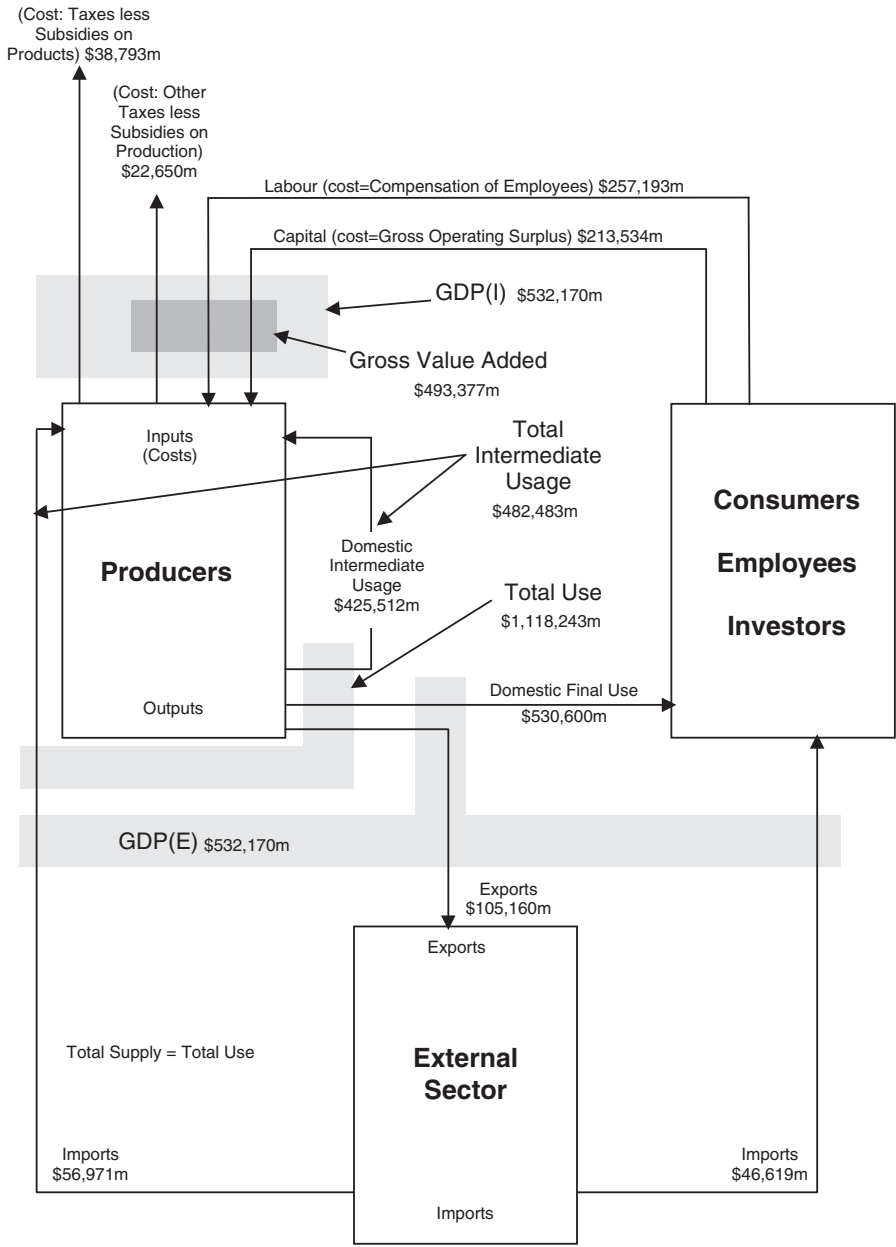 (Cost: Taxes less
Subsidies on
Products) $38,793m
(Cost: Other
Taxes less
Subsidies on
Production)
$22,650m
Labour (cost=Compensation of Employees) $257,193m
Capital (cost=Gross Operating Surplus) $213,534m
GDP(I) $532,170m
Gross Value Added
$493,377m
Inputs
(Costs)
Total
Intermediate
Usage
$482,483m
Producers
Domestic
Intermediate
Usage
$425,512m
Consumers
Employees
Investors
Total Use
$1,118,243m
Outputs
Domestic Final Use
$530,600m
GDP(E) $532,170m
Exports
$105,160m
Exports
External
Sector
Total Supply = Total Use
Imports
$56,971m
Imports
$46,619m
Imports